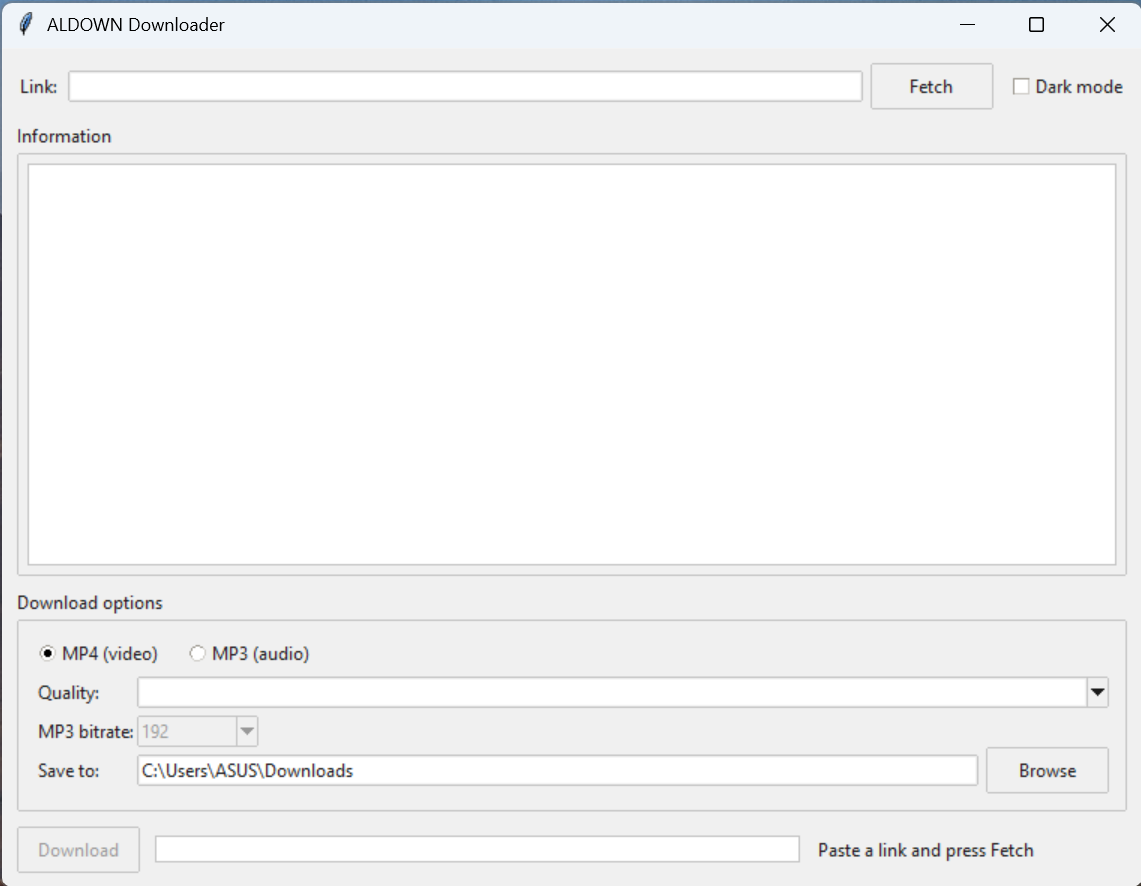 ALDOWN Downloader
Link: Fetch Dark mode
Information
Download options
MP4 (video) MP3 (audio)
Quality:
MP3 bitrate: 192
Save to: C:\Users\ASUS\Downloads Browse
Download Paste a link and press Fetch